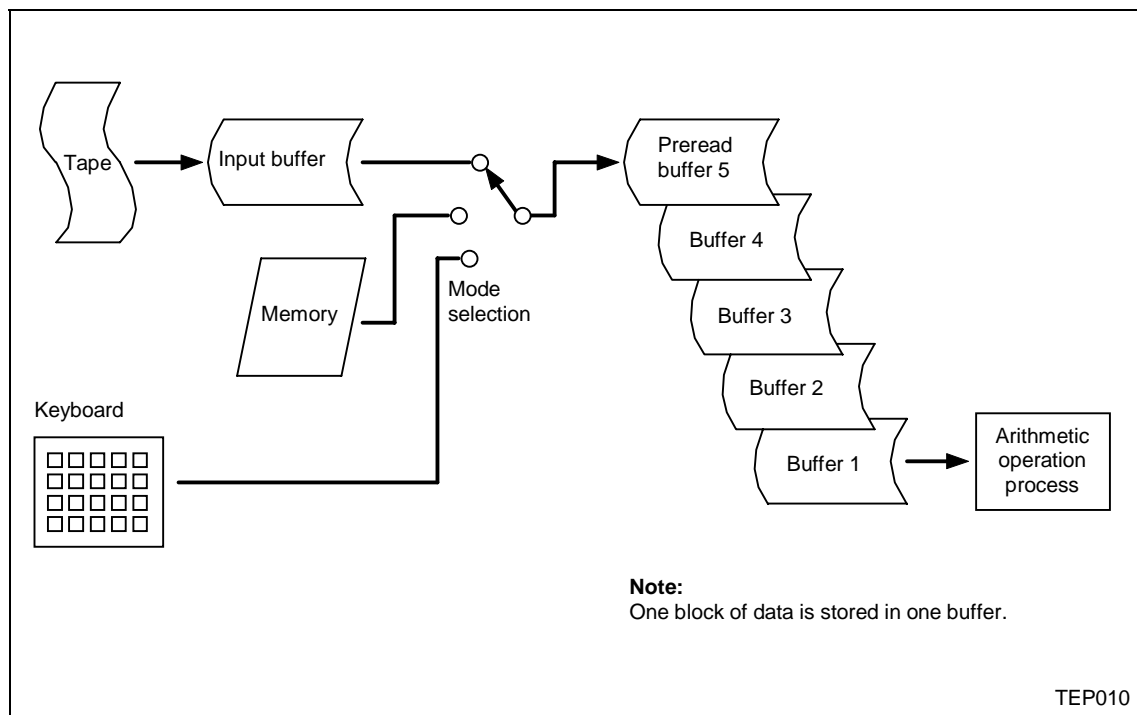 Tape
Input buffer
Preread
buffer 5
Buffer 4
Memory
Mode
selection
Buffer 3
Buffer 2
Keyboard
Buffer 1
Arithmetic
operation
process
Note:
One block of data is stored in one buffer.
TEP010